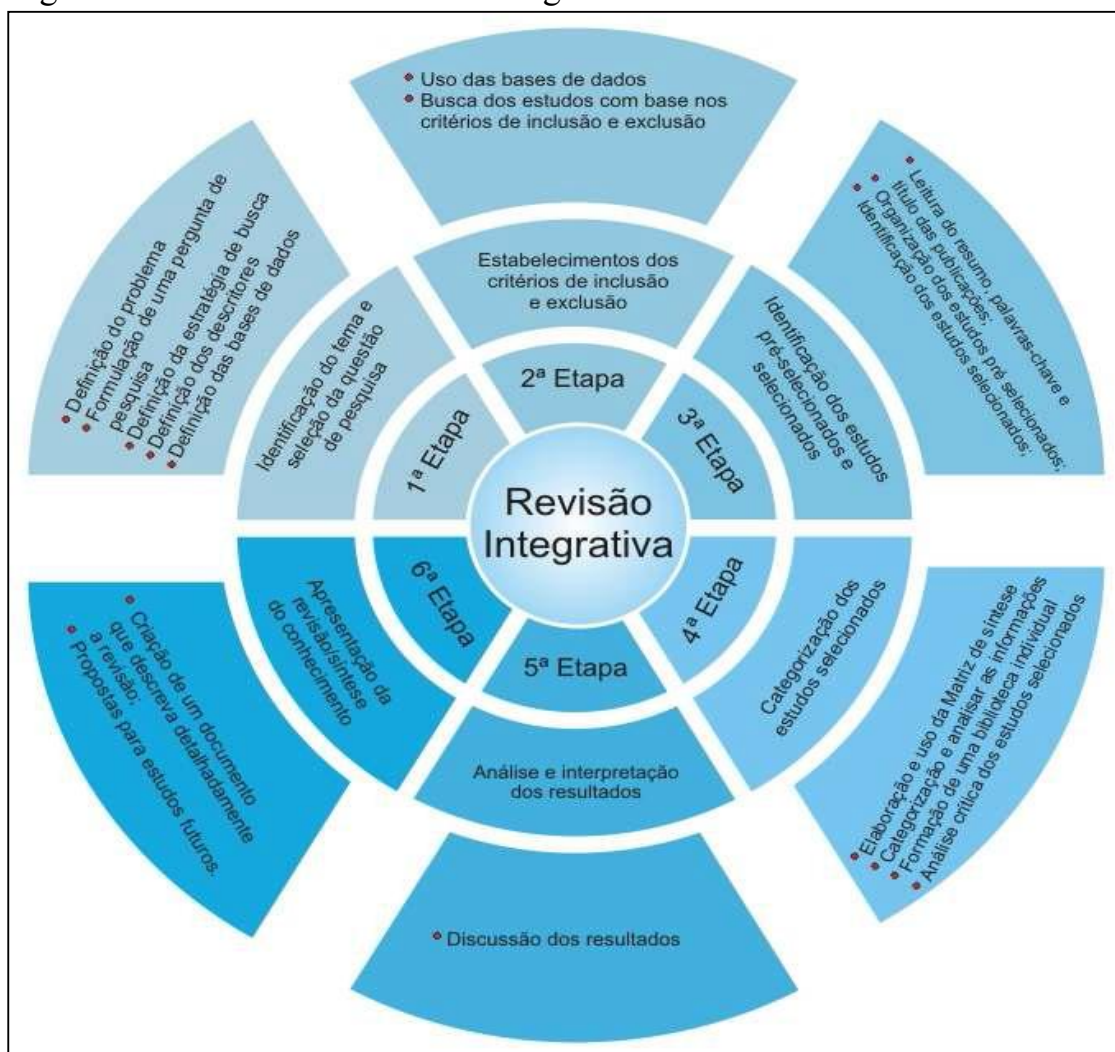 Revisão
Integrativa
1ª Etapa
Identificação do tema e
seleção da questão
de pesquisa
Definição do problema
Formulação de uma pergunta de
pesquisa
Definição da estratégia de busca
Definição dos descritores
Definição das bases de dados
2ª Etapa
Estabelecimentos dos
critérios de inclusão
e exclusão
Uso das bases de dados
Busca dos estudos com base nos
critérios de inclusão e exclusão
3ª Etapa
Identificação dos estudos
pré-selecionados e
selecionados
Leitura do resumo, palavras-chave e
título das publicações;
Organização dos estudos pré selecionados;
Identificação dos estudos selecionados;
4ª Etapa
Categorização dos
estudos selecionados
Elaboração e uso da Matriz de síntese
Categorização e analisar as informações
Formação de uma biblioteca individual
Análise crítica dos estudos selecionados
5ª Etapa
Análise e interpretação
dos resultados
Discussão dos resultados
6ª Etapa
Apresentação da
revisão/síntese
do conhecimento
Criação de um documento
que descreva detalhadamente
a revisão;
Propostas para estudos futuros.